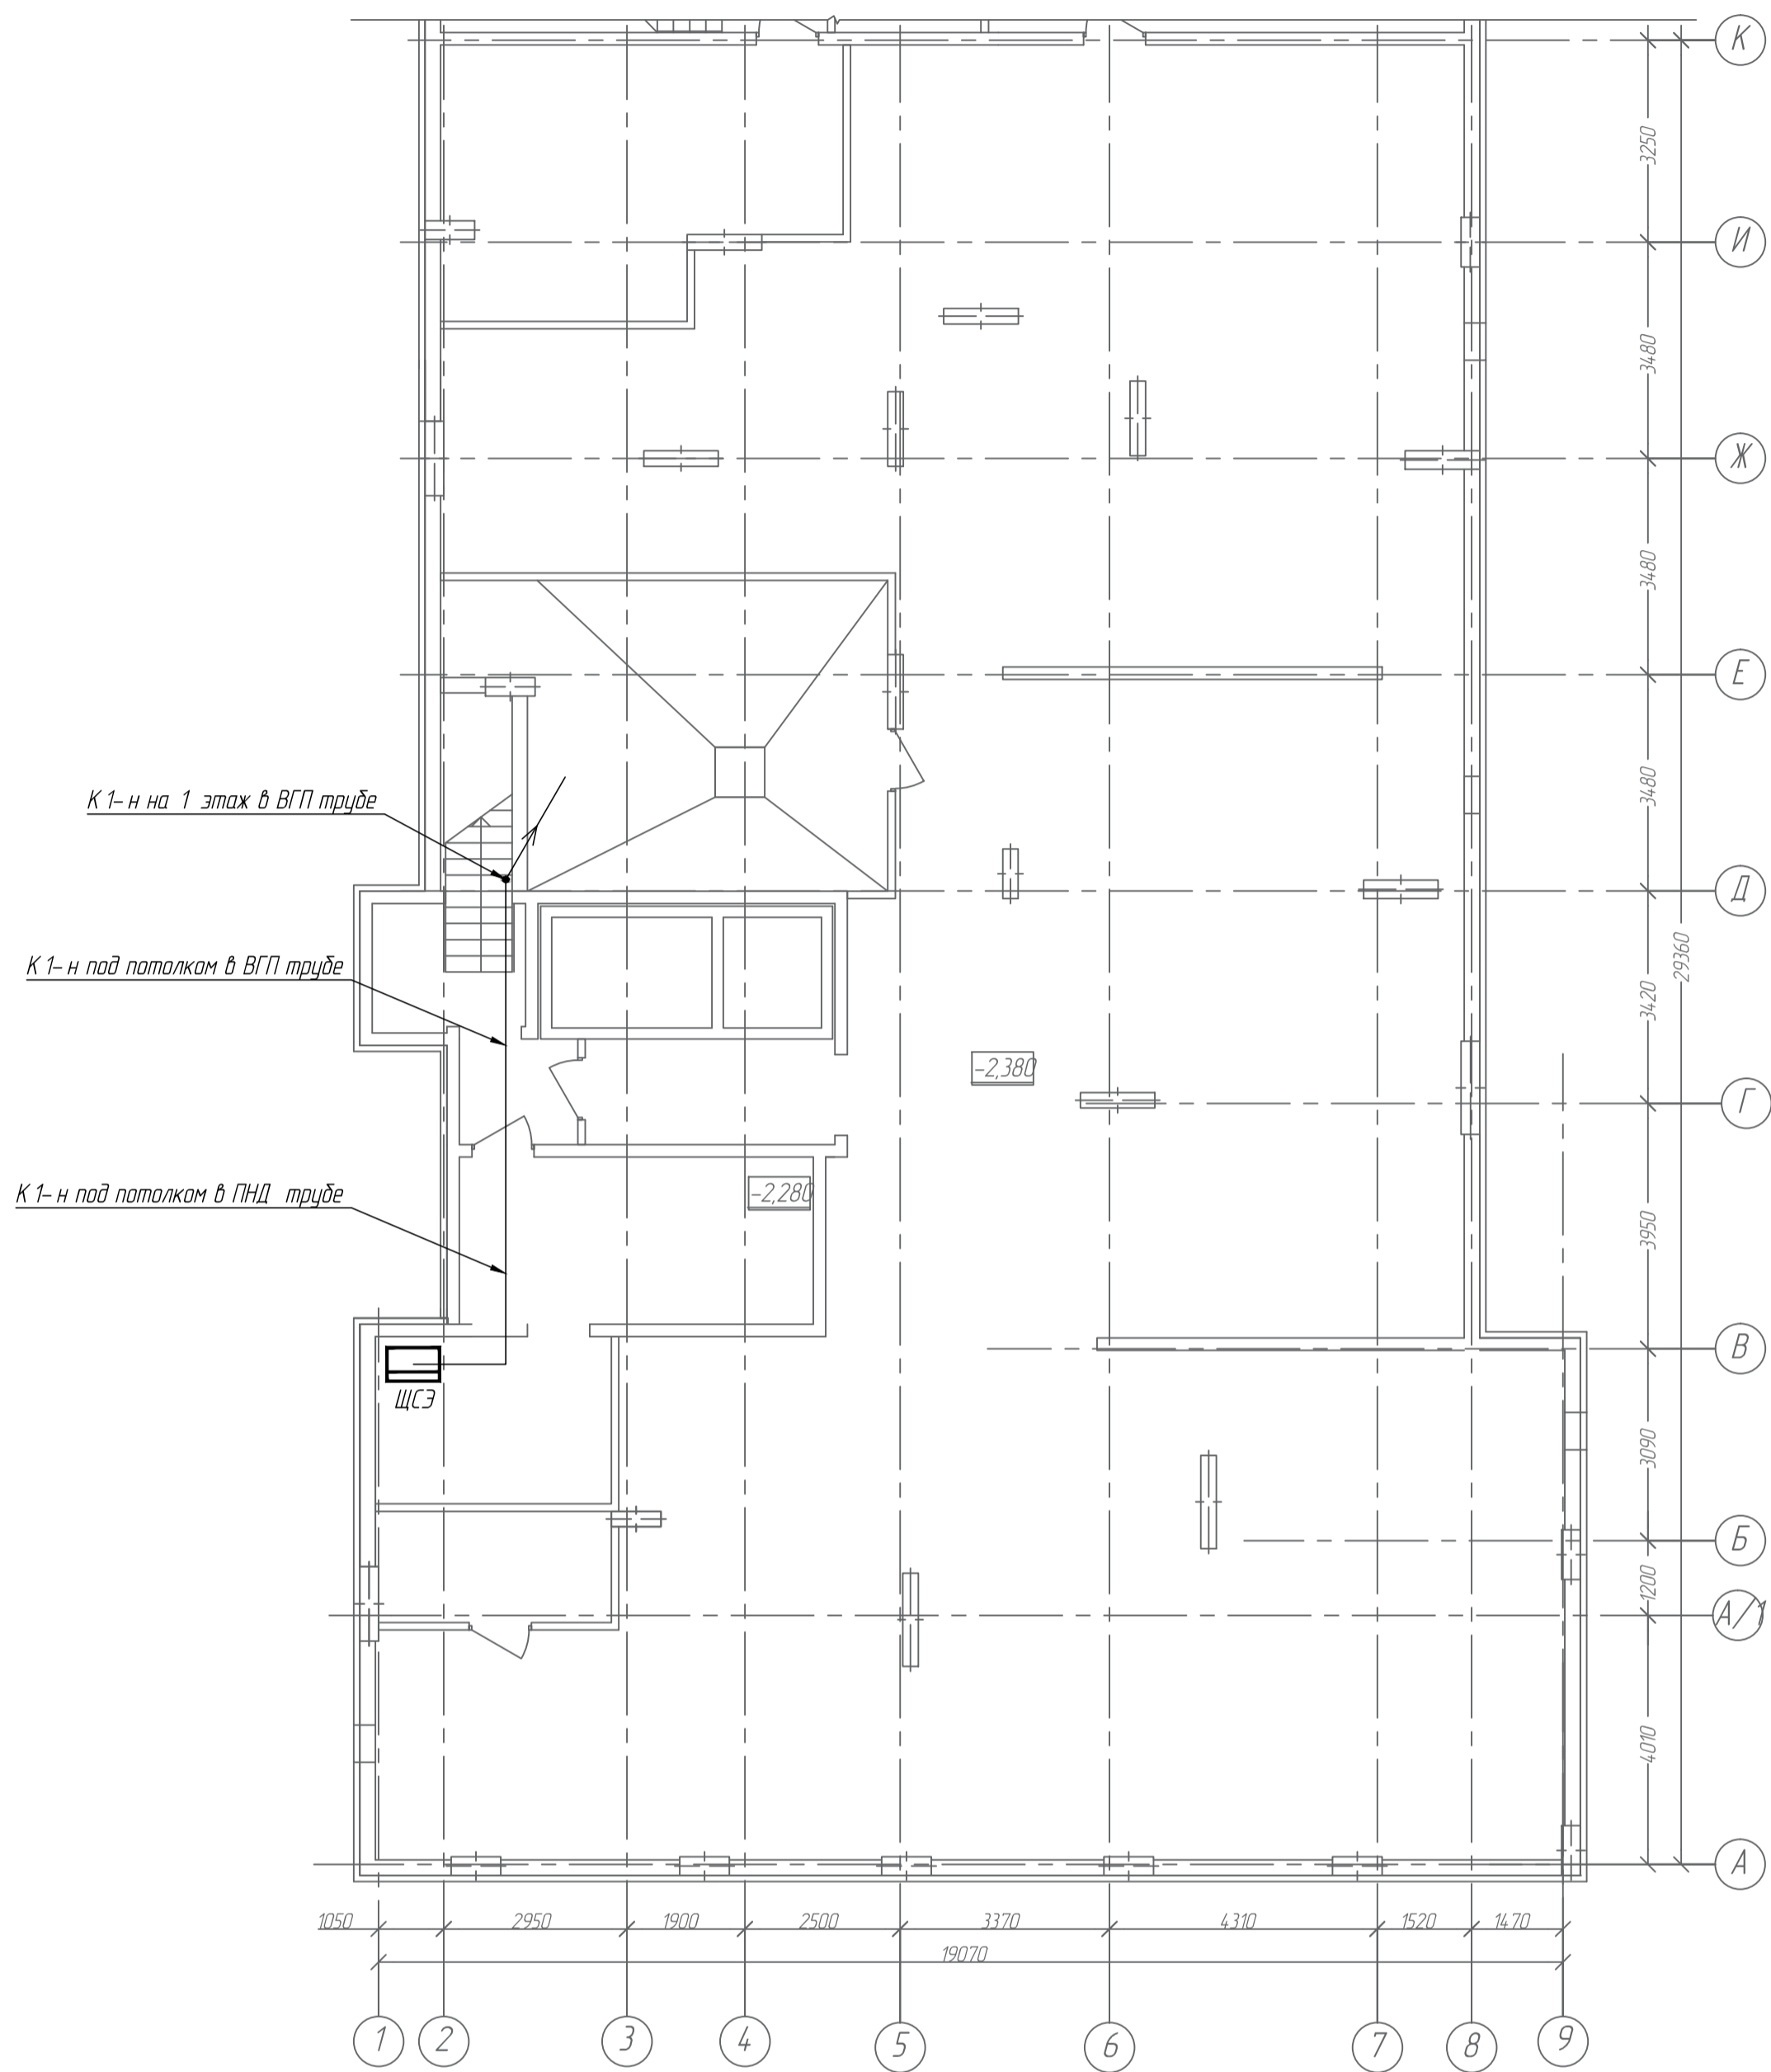 К
3250
И
3480
Ж
3480
Е
К 1- н на 1 этаж в ВГП трубе
3480
Д
К 1- н под потолком в ВГП трубе
29360
3420
-2,380
Г
К 1- н под потолком в ПНД трубе
-2,280
3950
В
ЩСЭ
3090
Б
1200
А/1
4010
А
1050 2950 1900 2500 3370 4310 1520 1470
19070
1 2 3 4 5 6 7 8 9